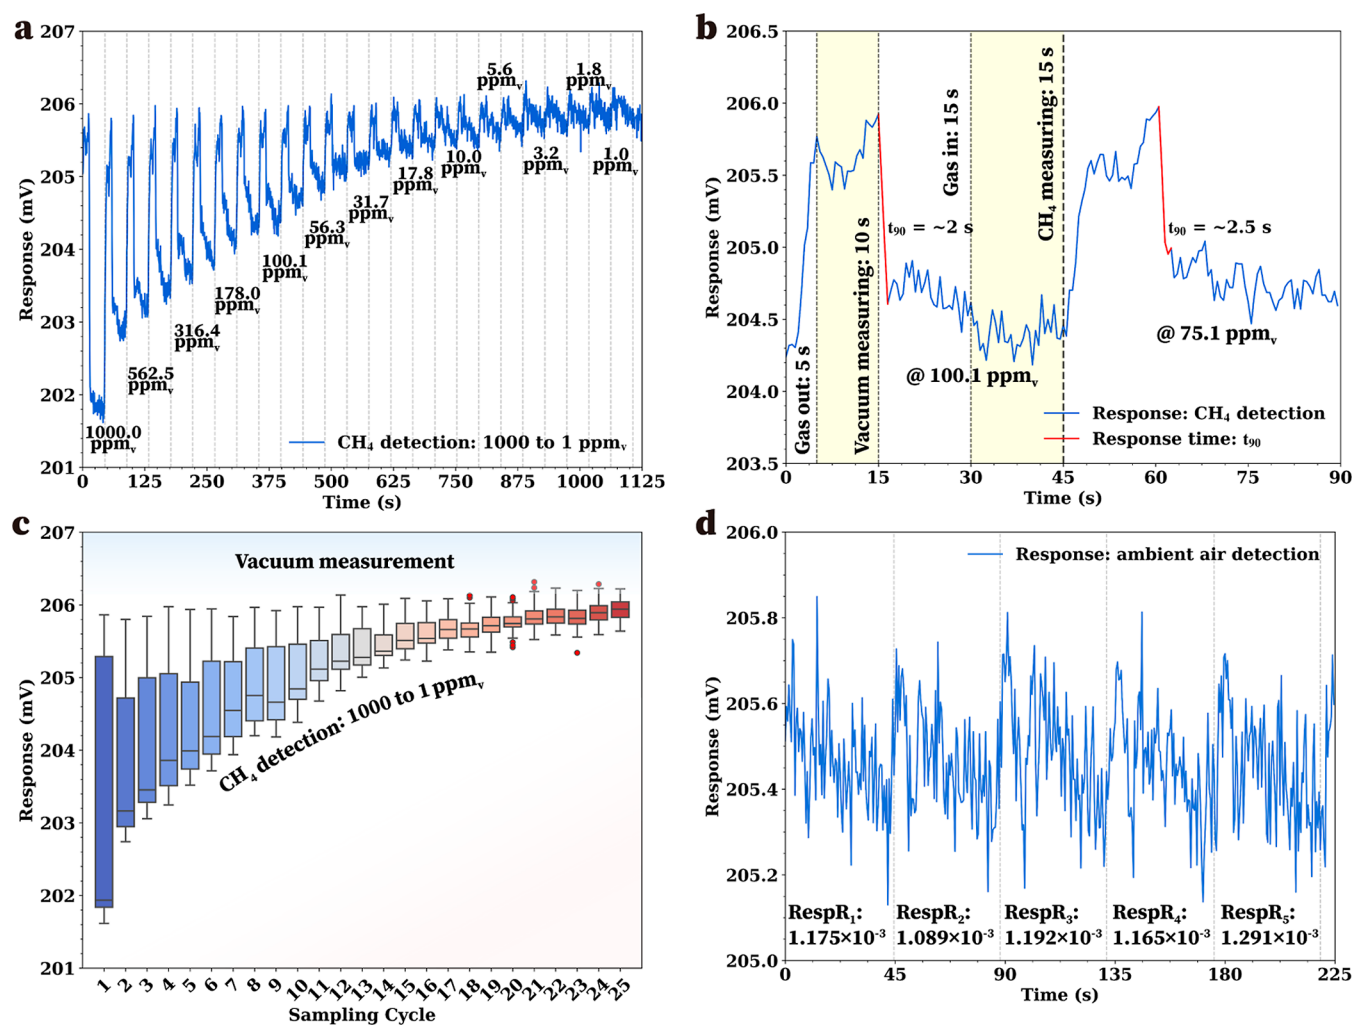 a
207
206
205
204
203
202
201
Response (mV)
5.6
ppmᵥ
1.8
ppmᵥ
10.0
ppmᵥ
3.2
ppmᵥ
1.0
ppmᵥ
17.8
ppmᵥ
31.7
ppmᵥ
56.3
ppmᵥ
100.1
ppmᵥ
178.0
ppmᵥ
316.4
ppmᵥ
562.5
ppmᵥ
1000.0
ppmᵥ
CH₄ detection: 1000 to 1 ppmᵥ
0 125 250 375 500 625 750 875 1000 1125
Time (s)
b
206.5
206.0
205.5
205.0
204.5
204.0
203.5
Response (mV)
Gas out: 5 s
Vacuum measuring: 10 s
Gas in: 15 s
CH₄ measuring: 15 s
t₉₀ = ~2 s
t₉₀ = ~2.5 s
@ 100.1 ppmᵥ
@ 75.1 ppmᵥ
Response: CH₄ detection
Response time: t₉₀
0 15 30 45 60 75 90
Time (s)
c
207
206
205
204
203
202
201
Response (mV)
Vacuum measurement
CH₄ detection: 1000 to 1 ppmᵥ
1 2 3 4 5 6 7 8 9 10 11 12 13 14 15 16 17 18 19 20 21 22 23 24 25
Sampling Cycle
d
206.0
205.8
205.6
205.4
205.2
205.0
Response (mV)
Response: ambient air detection
RespR₁: RespR₂: RespR₃: RespR₄: RespR₅:
1.175×10⁻³ 1.089×10⁻³ 1.192×10⁻³ 1.165×10⁻³ 1.291×10⁻³
0 45 90 135 180 225
Time (s)